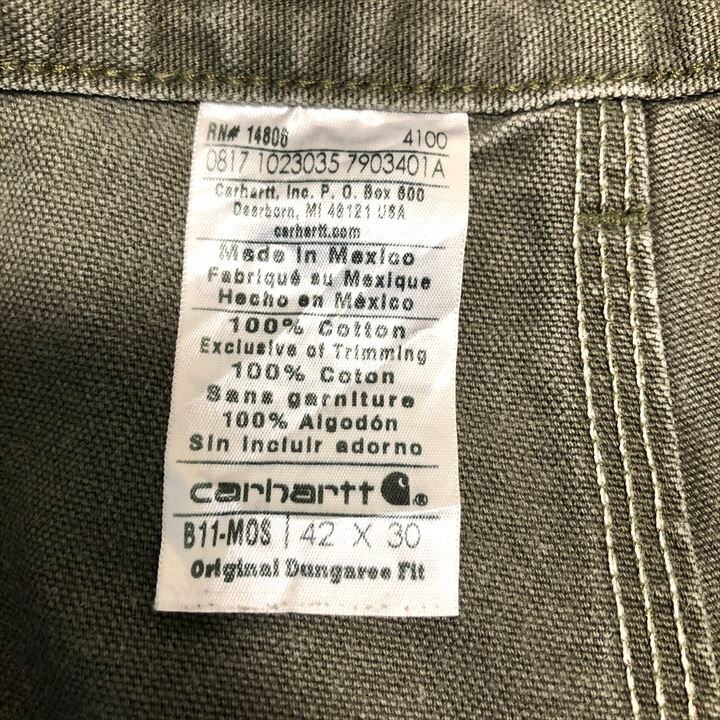 RN# 14806 4100
0817 1023035 7903401A
Carhartt, Inc. P. O. Box 600
Dearborn, MI 48121 USA
carhartt.com
Made in Mexico
Fabriqué au Mexique
Hecho en México
100% Cotton
Exclusive of Trimming
100% Coton
Sans garniture
100% Algodón
Sin incluir adorno
carhartt ®
B11-MOS | 42 X 30
Original Dungaree Fit